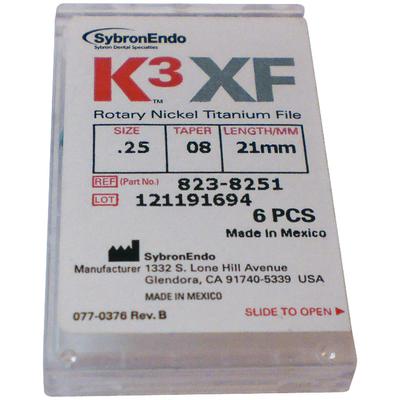 SybronEndo
Sybron Dental Specialties
K3XF
™
Rotary Nickel Titanium File
SIZE TAPER LENGTH/MM
.25 08 21mm
REF (Part No.) 823-8251
LOT 121191694
6 PCS
Made In Mexico
SybronEndo
Manufacturer 1332 S. Lone Hill Avenue
Glendora, CA 91740-5339 USA
MADE IN MEXICO
077-0376 Rev. B
SLIDE TO OPEN